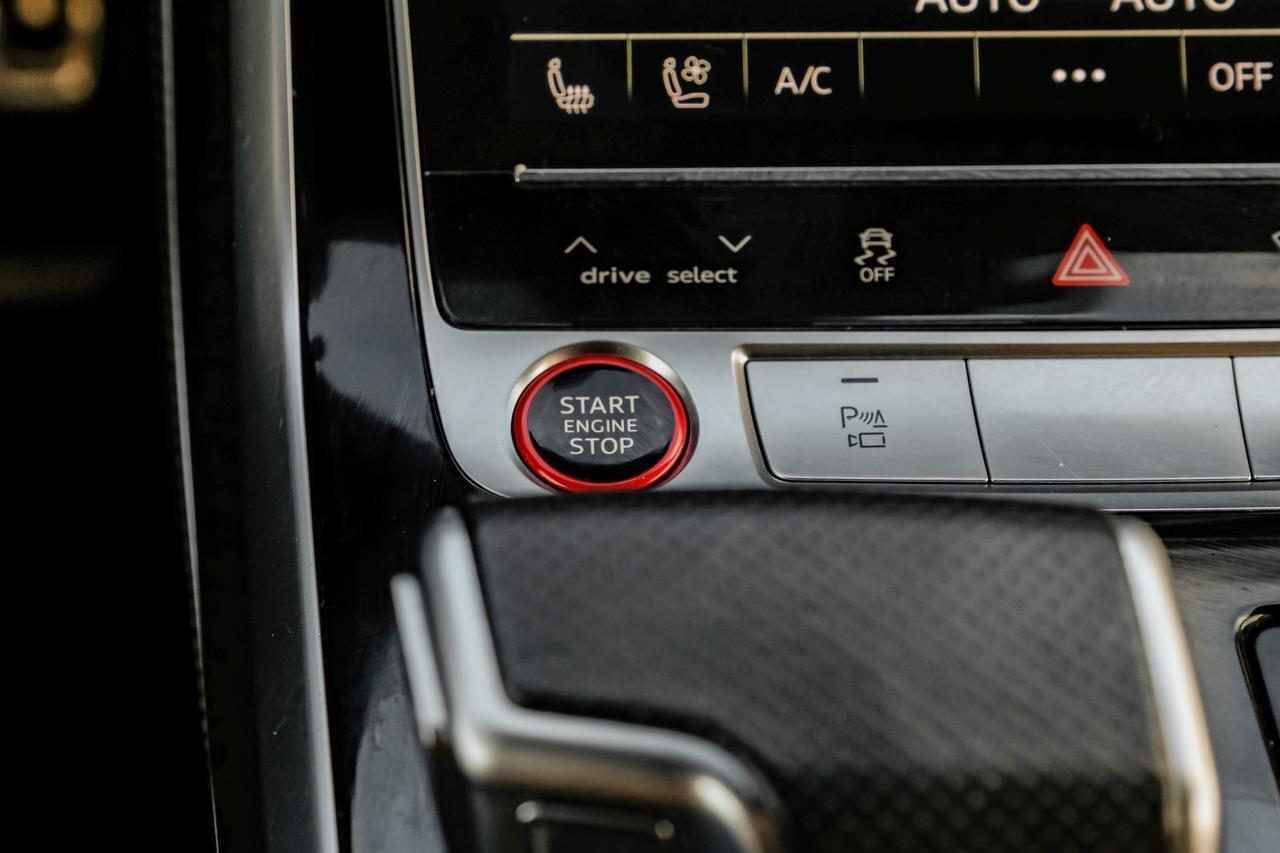 AUTO AUTO
A/C ••• OFF
drive select OFF
START
ENGINE
STOP
P